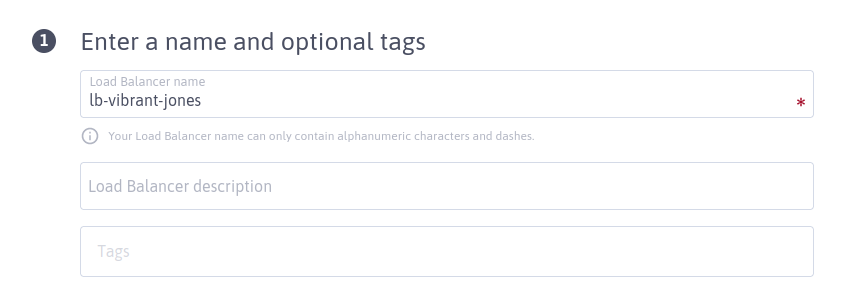 1 Enter a name and optional tags
Load Balancer name
lb-vibrant-jones *
Your Load Balancer name can only contain alphanumeric characters and dashes.
Load Balancer description
Tags